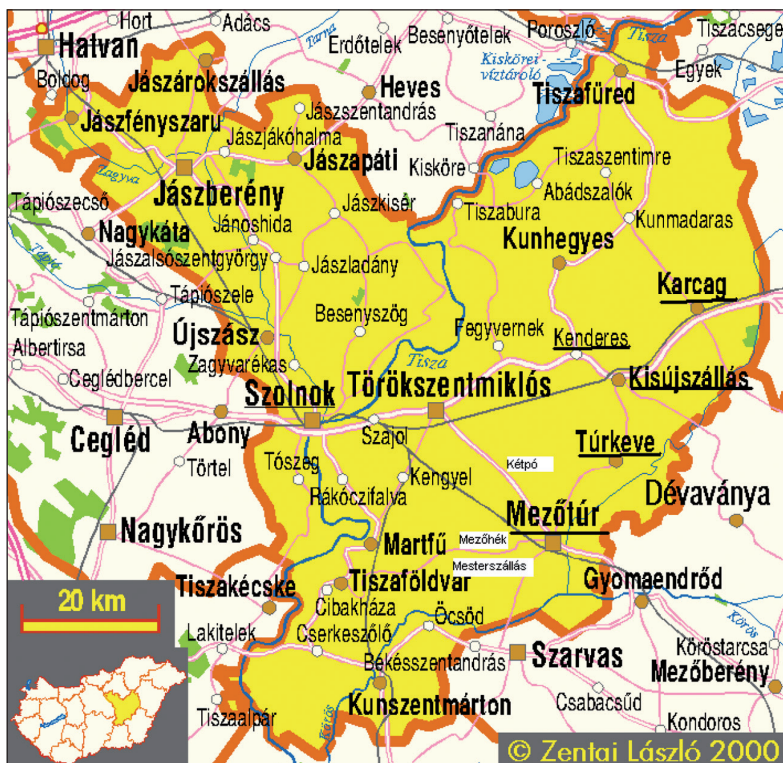 Hort
Adács
Besenyőtelek
Poroszló
Tisza
Tiszacsege
Hatvan
Tarna
Erdőtelek
Kiskörei-
víztároló
Egyek
Boldog
Jászárokszállás
Heves
Tiszafüred
Jászszentandrás
Jászfényszaru
Jászjákóhalma
Tiszanána
Jászapáti
Kisköre
Tiszaszentimre
Zagyva
Jászberény
Abádszalók
Tápiószecső
Jászkisér
Tiszabura
Kunmadaras
Nagykáta
Jánoshida
Kunhegyes
Tápió
Jászalsószentgyörgy
Jászladány
Karcag
Tápiószele
Tápiószentmárton
Besenyszög
Újszász
Fegyvernek
Kenderes
Albertirsa
Zagyvarékas
Tisza
Ceglédbercel
Kisújszállás
Szolnok
Törökszentmiklós
Cegléd
Abony
Szajol
Túrkeve
Törtel
Tószeg
Kétpó
Rákóczifalva
Kengyel
Dévaványa
Mezőtúr
Nagykőrös
Martfű
Mezőhék
Mesterszállás
Tiszakécske
Tiszaföldvár
Gyomaendrőd
20 km
Cibakháza
Öcsöd
Körös
Lakitelek
Cserkeszőlő
Köröstarcsa
Békésszentandrás
Szarvas
Mezőberény
Kunszentmárton
Csabacsűd
Tiszaalpár
Körös
Kondoros
© Zentai László 2000